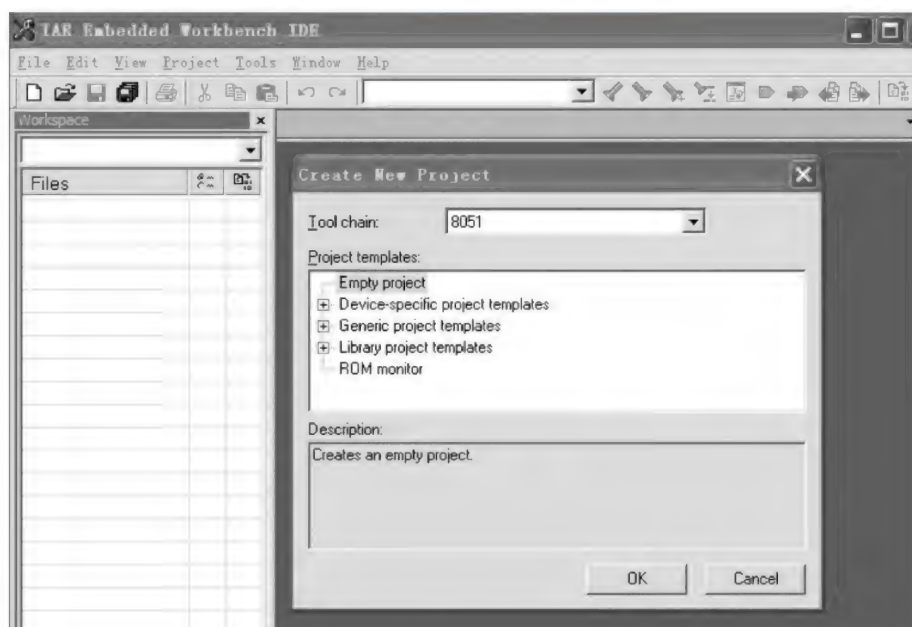 IAR Embedded Workbench IDE
File Edit View Project Tools Window Help
Workspace
Files
Create New Project
Tool chain:
8051
Project templates:
Empty project
Device-specific project templates
Generic project templates
Library project templates
ROM monitor
Description:
Creates an empty project.
OK
Cancel